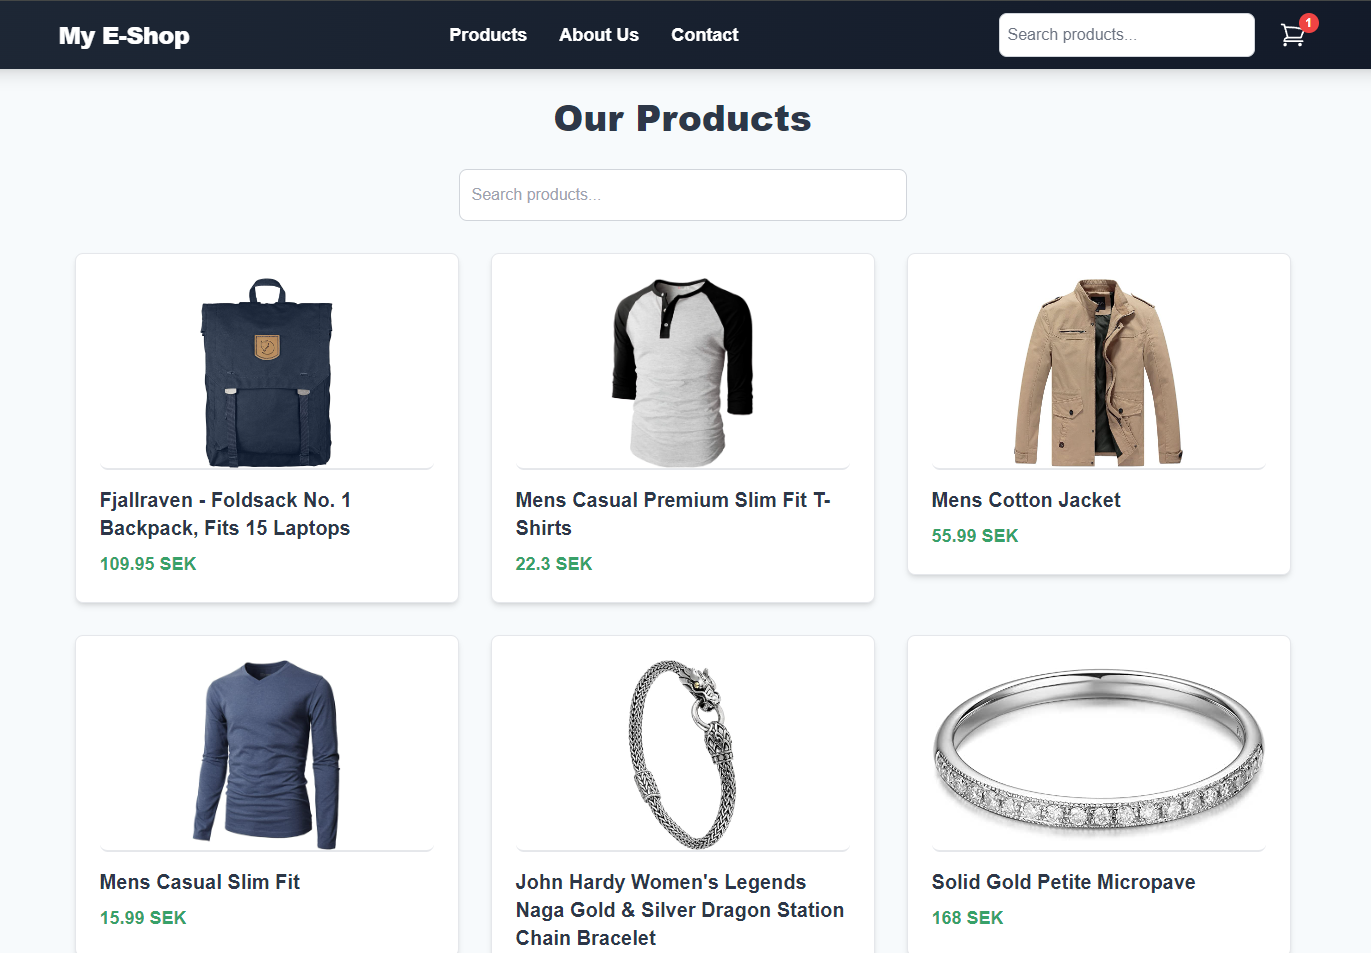 My E-Shop
Products
About Us
Contact
Search products...
1
Our Products
Search products...
Fjallraven - Foldsack No. 1
Backpack, Fits 15 Laptops
109.95 SEK
Mens Casual Premium Slim Fit T-
Shirts
22.3 SEK
Mens Cotton Jacket
55.99 SEK
Mens Casual Slim Fit
15.99 SEK
John Hardy Women's Legends
Naga Gold & Silver Dragon Station
Chain Bracelet
Solid Gold Petite Micropave
168 SEK